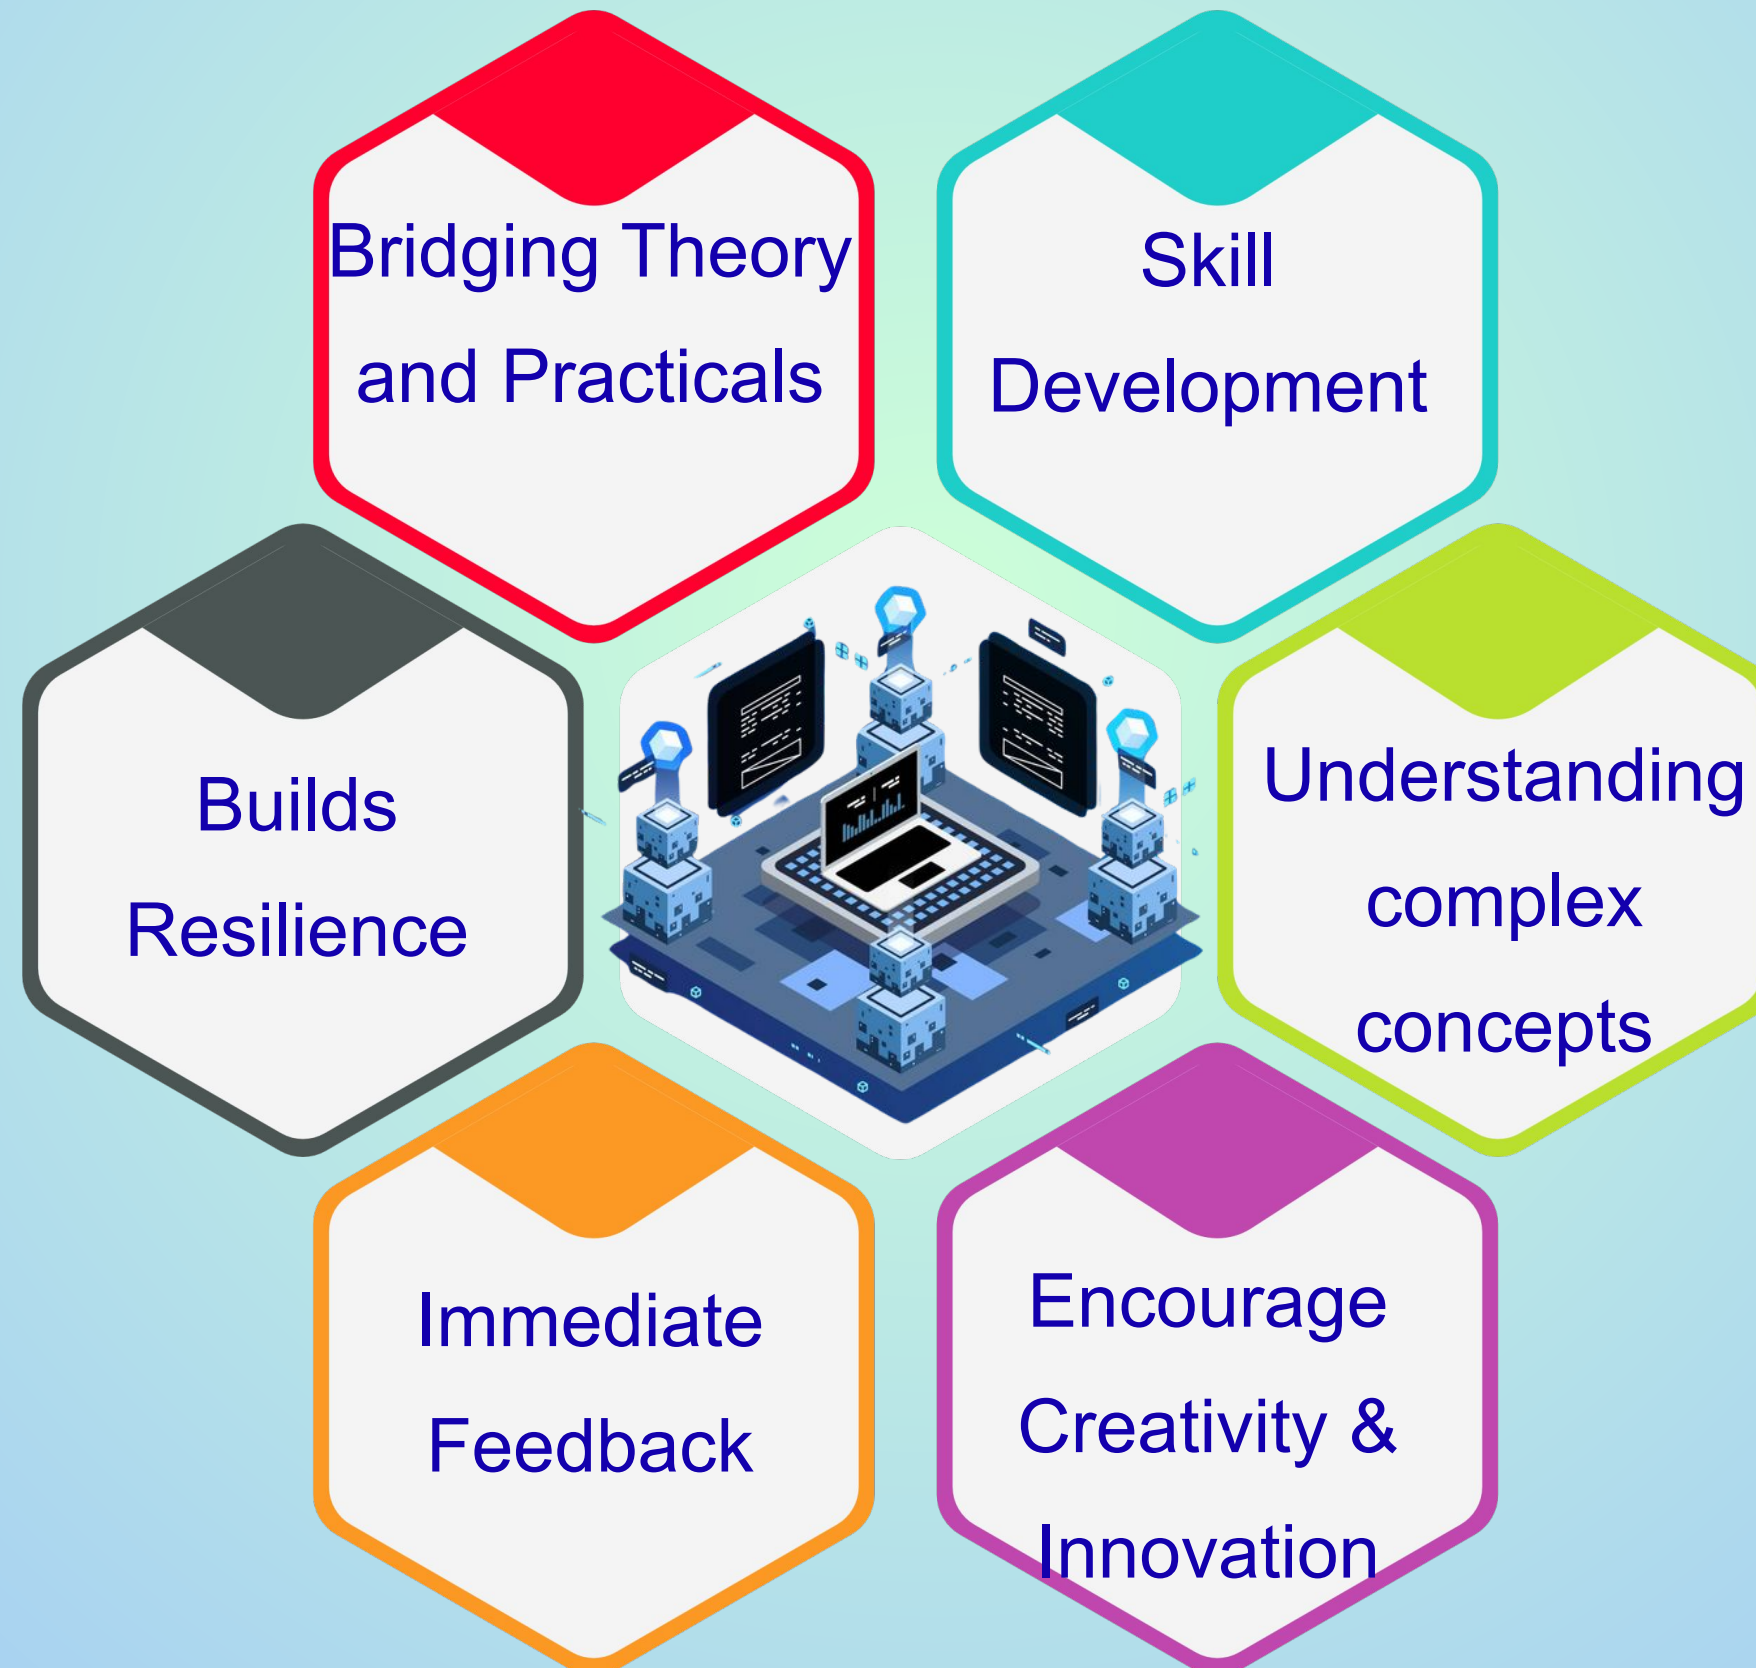 Bridging Theory
and Practicals
Skill
Development
Builds
Resilience
Understanding
complex
concepts
Immediate
Feedback
Encourage
Creativity &
Innovation